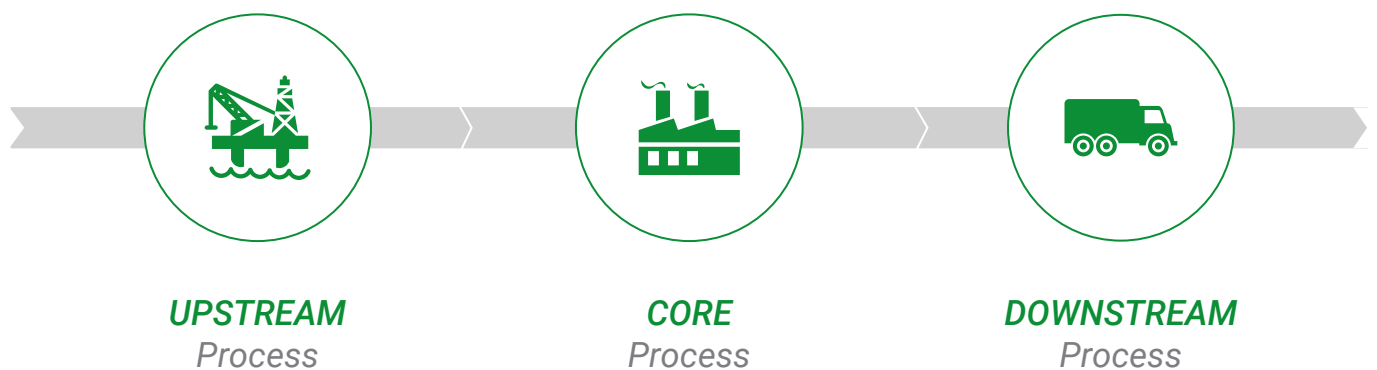 UPSTREAM
Process
CORE
Process
DOWNSTREAM
Process